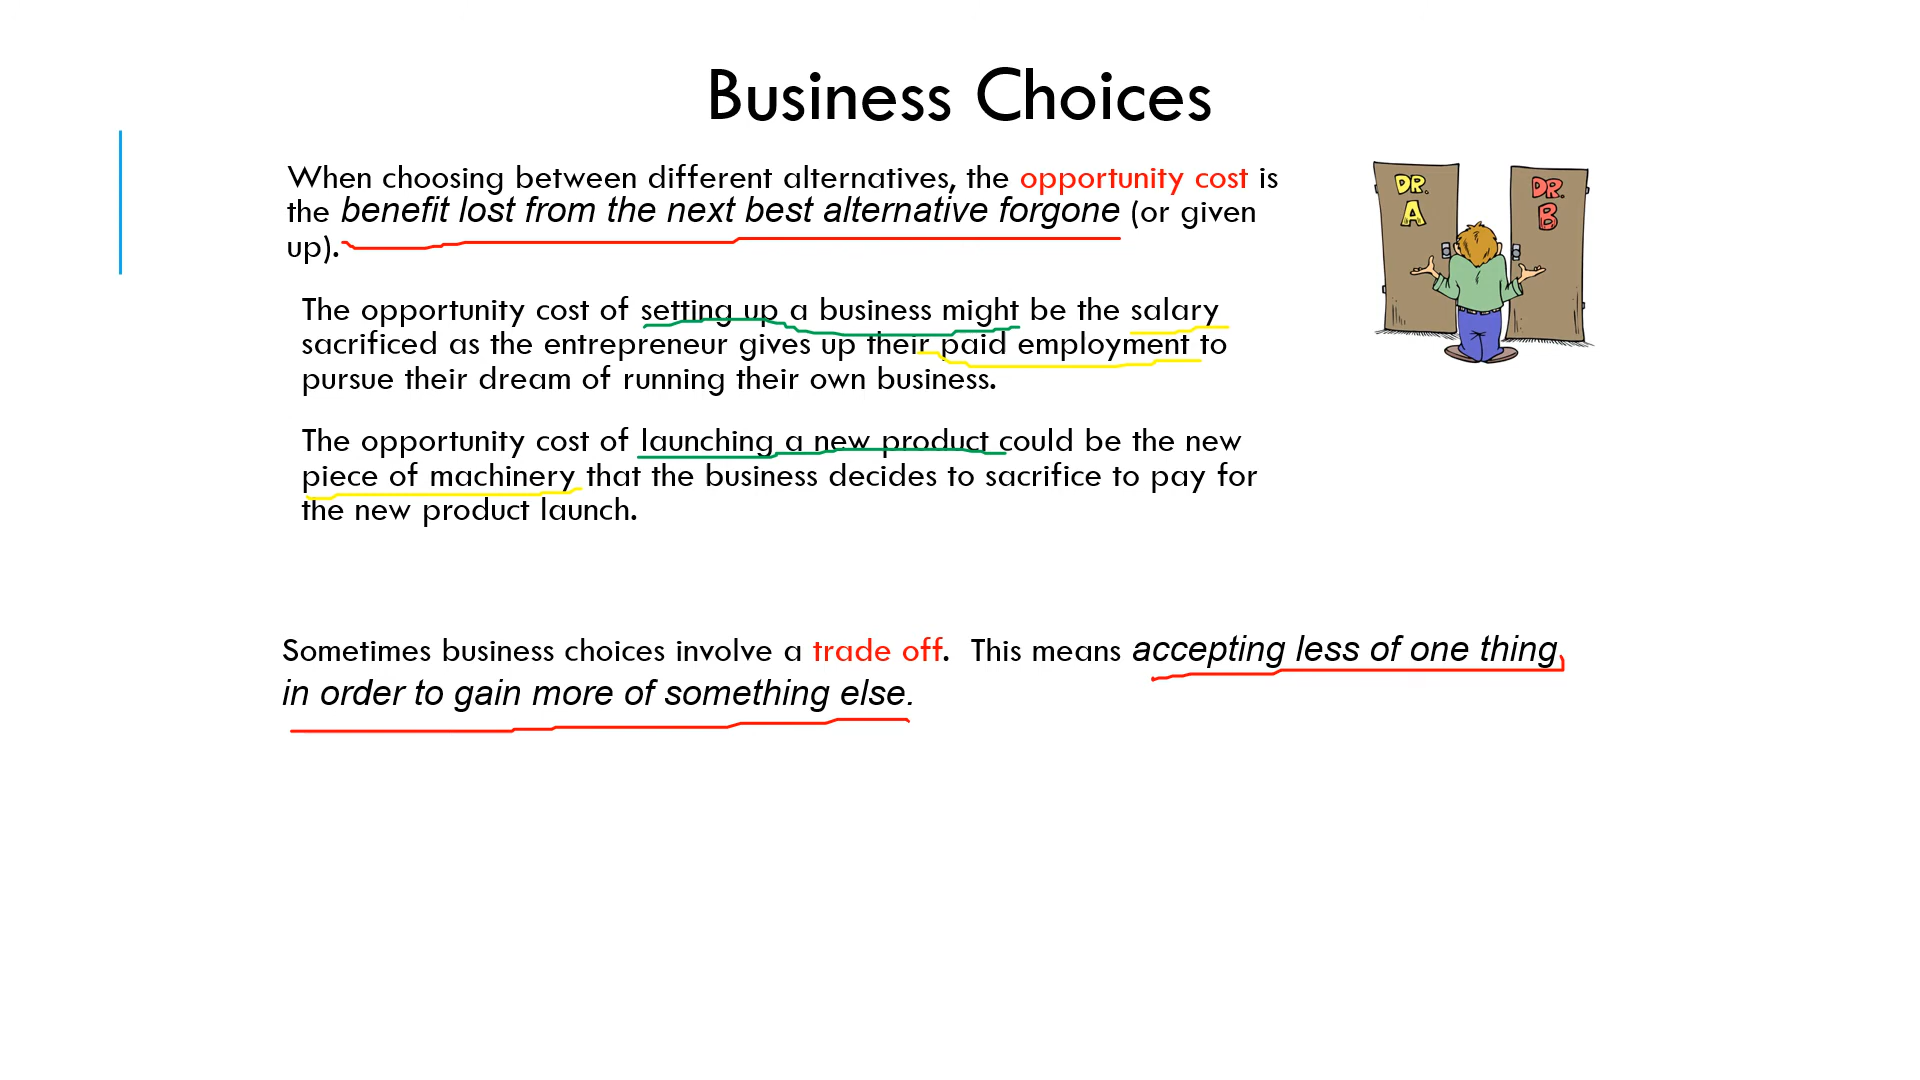 Business Choices
When choosing between different alternatives, the opportunity cost is
the benefit lost from the next best alternative forgone (or given
up).
DR.
A
DR.
B
The opportunity cost of setting up a business might be the salary
sacrificed as the entrepreneur gives up their paid employment to
pursue their dream of running their own business.
The opportunity cost of launching a new product could be the new
piece of machinery that the business decides to sacrifice to pay for
the new product launch.
Sometimes business choices involve a trade off. This means accepting less of one thing
in order to gain more of something else.